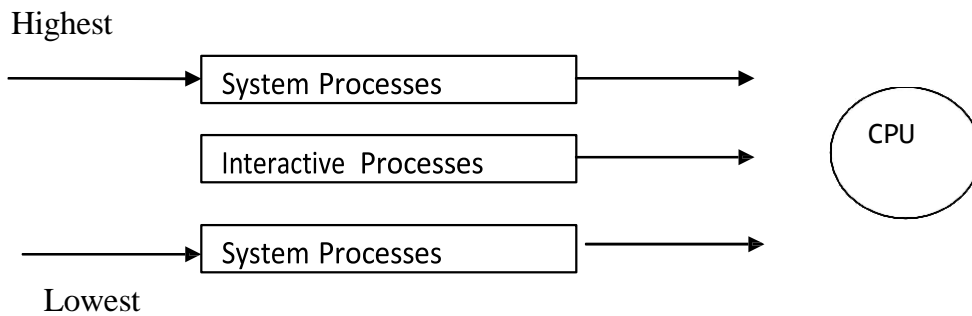 Highest
System Processes
CPU
Interactive Processes
System Processes
Lowest